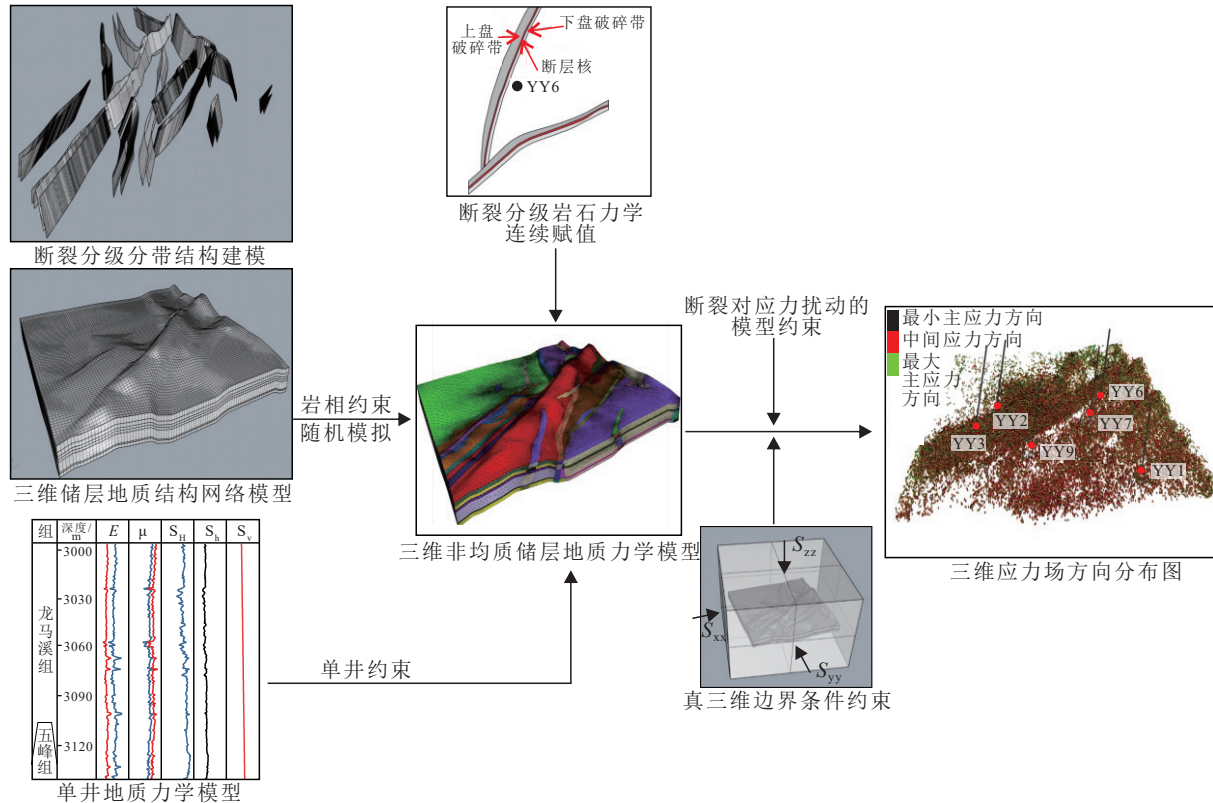 断裂分级分带结构建模
三维储层地质结构网络模型
组
深度/
m
E
μ
S_H
S_h
S_v
3000
3030
3060
3090
3120
龙马溪组
五峰组
单井地质力学模型
上盘
破碎带
下盘破碎带
断层核
YY6
断裂分级岩石力学
连续赋值
岩相约束
随机模拟
三维非均质储层地质力学模型
单井约束
断裂对应力扰动的
模型约束
S_zz
S_xx
S_yy
真三维边界条件约束
最小主应力方向
中间应力方向
最大
主应力
方向
YY6
YY2
YY7
YY3
YY9
YY1
三维应力场方向分布图